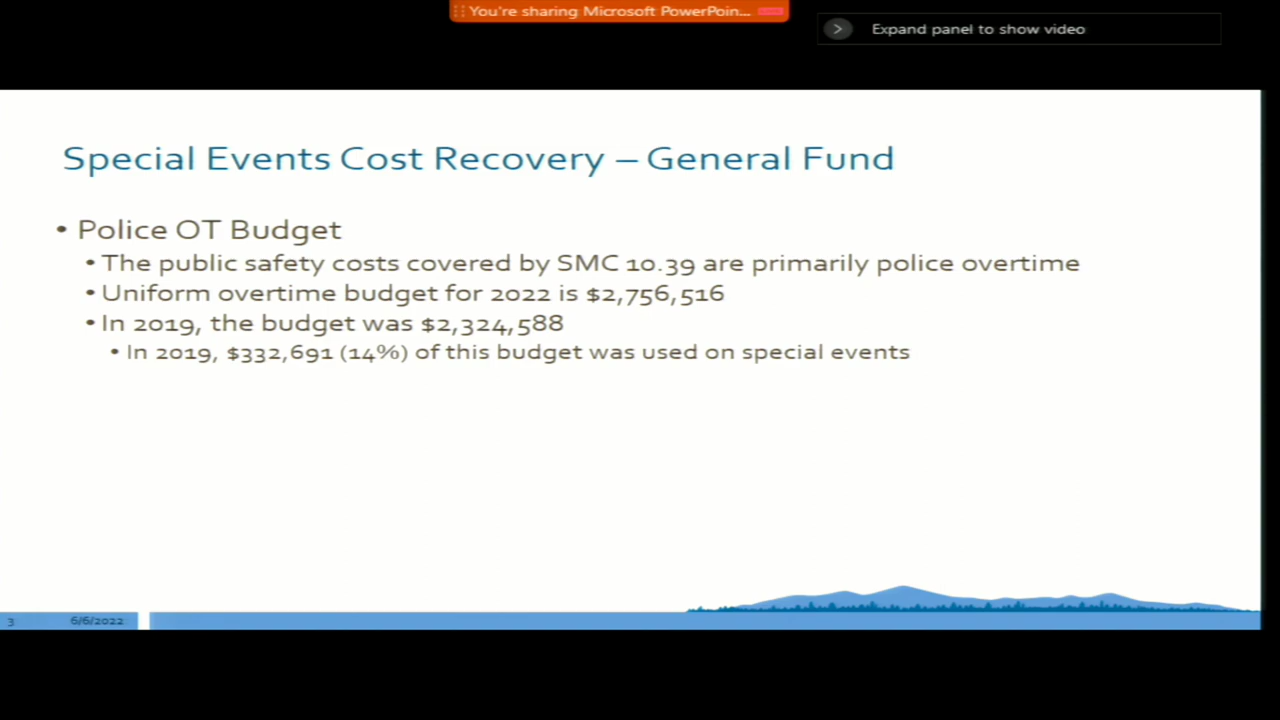 You're sharing Microsoft PowerPoin...
Expand panel to show video
Special Events Cost Recovery – General Fund
• Police OT Budget
• The public safety costs covered by SMC 10.39 are primarily police overtime
• Uniform overtime budget for 2022 is $2,756,516
• In 2019, the budget was $2,324,588
• In 2019, $332,691 (14%) of this budget was used on special events
3 6/6/2022